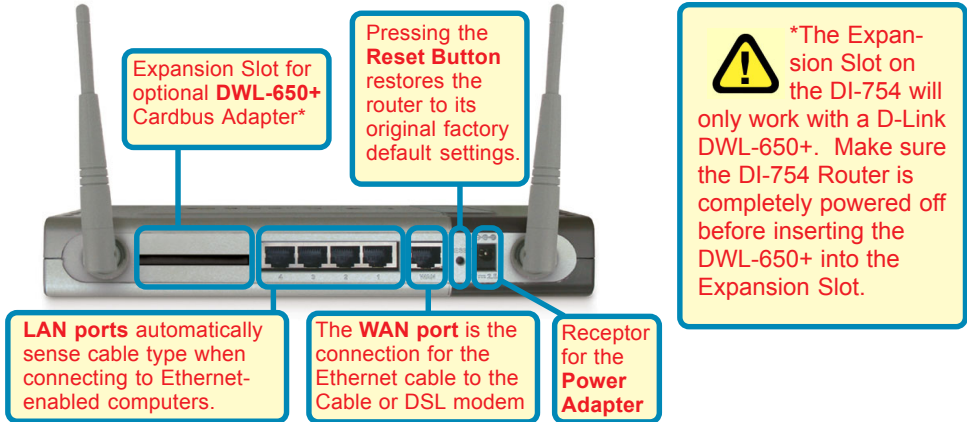 Expansion Slot for
optional DWL-650+
Cardbus Adapter*
Pressing the
Reset Button
restores the
router to its
original factory
default settings.
*The Expan-
sion Slot on
the DI-754 will
only work with a D-Link
DWL-650+. Make sure
the DI-754 Router is
completely powered off
before inserting the
DWL-650+ into the
Expansion Slot.
4 3 2 1
LAN ports automatically
sense cable type when
connecting to Ethernet-
enabled computers.
The WAN port is the
connection for the
Ethernet cable to the
Cable or DSL modem
Receptor
for the
Power
Adapter